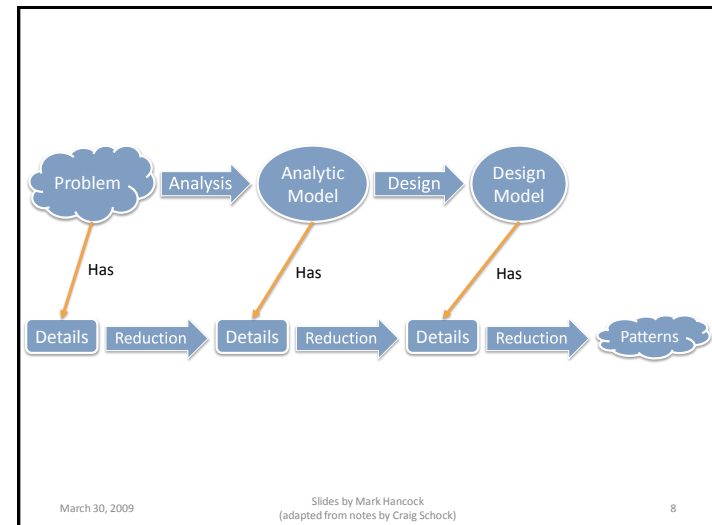 Problem
Analysis
Analytic
Model
Design
Design
Model
Has
Has
Has
Details
Reduction
Details
Reduction
Details
Reduction
Patterns
March 30, 2009
Slides by Mark Hancock
(adapted from notes by Craig Schock)
8